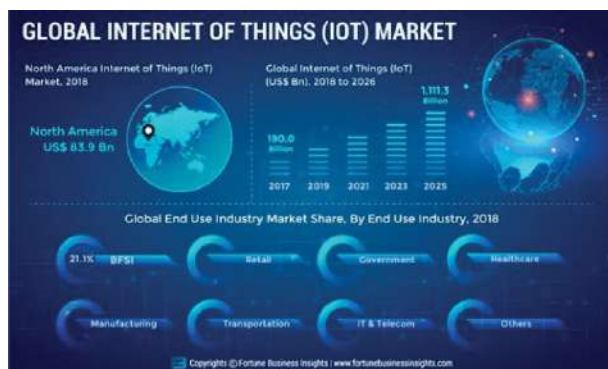 GLOBAL INTERNET OF THINGS (IOT) MARKET
North America Internet of Things (IoT)
Market, 2018
North America
US$ 83.9 Bn
Global Internet of Things (IoT)
(US$ Bn), 2018 to 2026
1,111.3
Billion
190.0
Billion
2017 2019 2021 2023 2025
Global End Use Industry Market Share, By End Use Industry, 2018
21.1% BFSI Retail Government Healthcare
Manufacturing Transportation IT & Telecom Others
Copyrights © Fortune Business Insights | www.fortunebusinessinsights.com